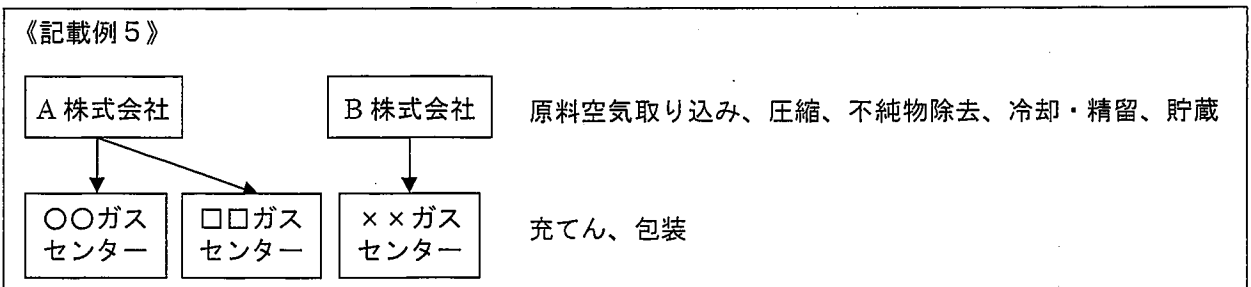 《記載例５》
A 株式会社
B 株式会社
原料空気取り込み、圧縮、不純物除去、冷却・精留、貯蔵
〇〇ガス
センター
□□ガス
センター
××ガス
センター
充てん、包装